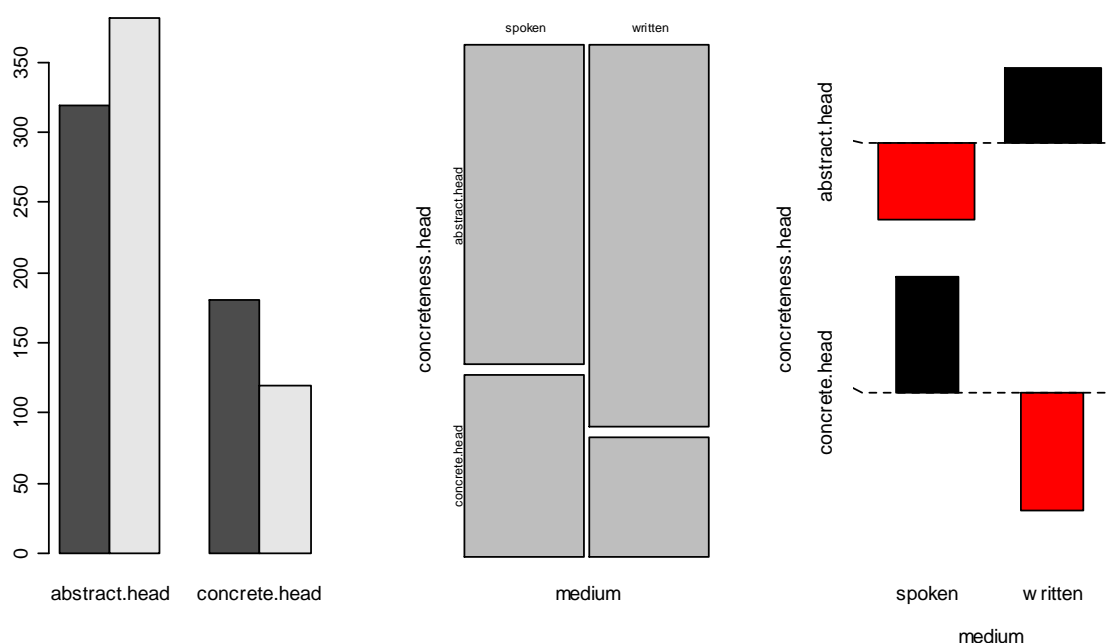 350
300
250
200
150
100
50
0
abstract.head
concrete.head
spoken
written
concreteness.head
abstract.head
concrete.head
medium
concreteness.head
abstract.head
concrete.head
spoken
w ritten
medium